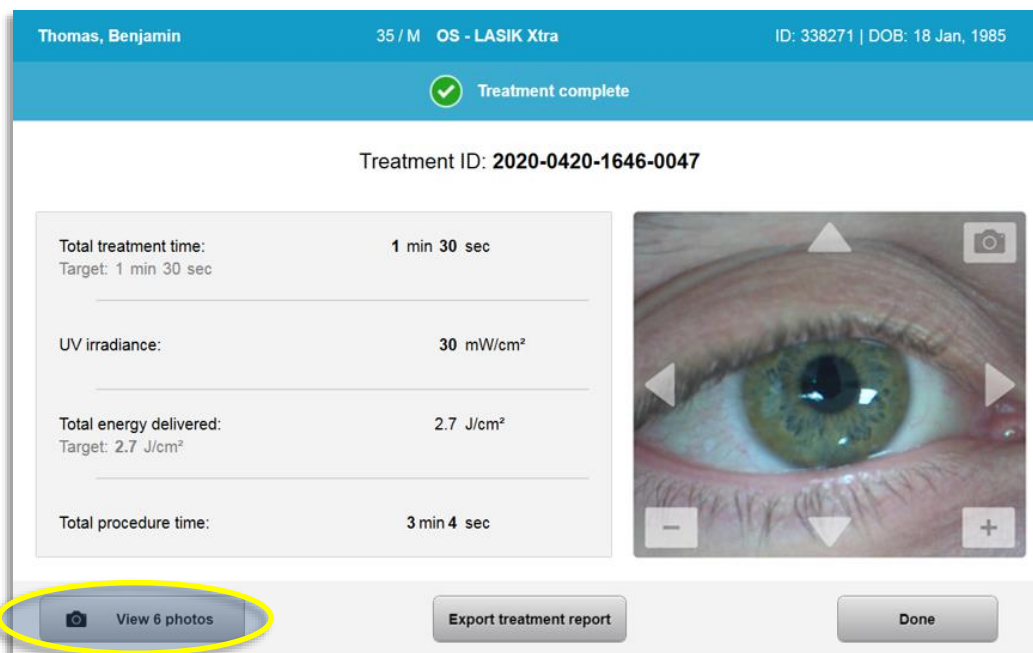 Thomas, Benjamin 35 / M OS - LASIK Xtra ID: 338271 | DOB: 18 Jan, 1985
Treatment complete
Treatment ID: 2020-0420-1646-0047
Total treatment time: 1 min 30 sec
Target: 1 min 30 sec
UV irradiance: 30 mW/cm²
Total energy delivered: 2.7 J/cm²
Target: 2.7 J/cm²
Total procedure time: 3 min 4 sec
− +
View 6 photos Export treatment report Done